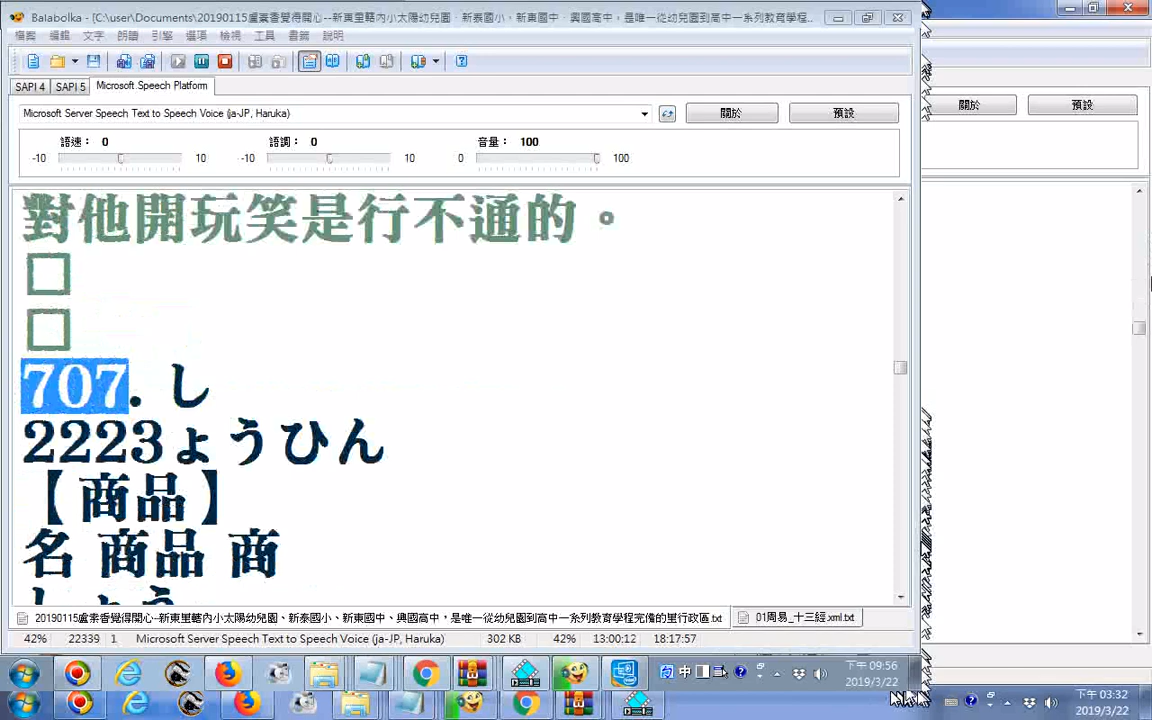 Balabolka - [C:\user\Documents\20190115盧素香覺得開心--新東里轄內小太陽幼兒園、新泰國小、新東國中、興國高中，是唯一從幼兒園到高中一系列教育學程...
檔案 編輯 文字 朗讀 引擎 選項 檢視 工具 書籤 說明
SAPI 4 SAPI 5 Microsoft Speech Platform
Microsoft Server Speech Text to Speech Voice (ja-JP, Haruka) 關於 預設 關於 預設
語速： 0 語調： 0 音量： 100
-10 10 -10 10 0 100
對他開玩笑是行不通的。
□
□
707. し
2223ょうひん
【商品】
名 商品 商
しょう
20190115盧素香覺得開心--新東里轄內小太陽幼兒園、新泰國小、新東國中、興國高中，是唯一從幼兒園到高中一系列教育學程完備的里行政區.txt 01周易_十三經.xml.txt
42% 22339 1 Microsoft Server Speech Text to Speech Voice (ja-JP, Haruka) 302 KB 42% 13:00:12 18:17:57
中 下午 09:56
2019/3/22
下午 03:32
2019/3/22